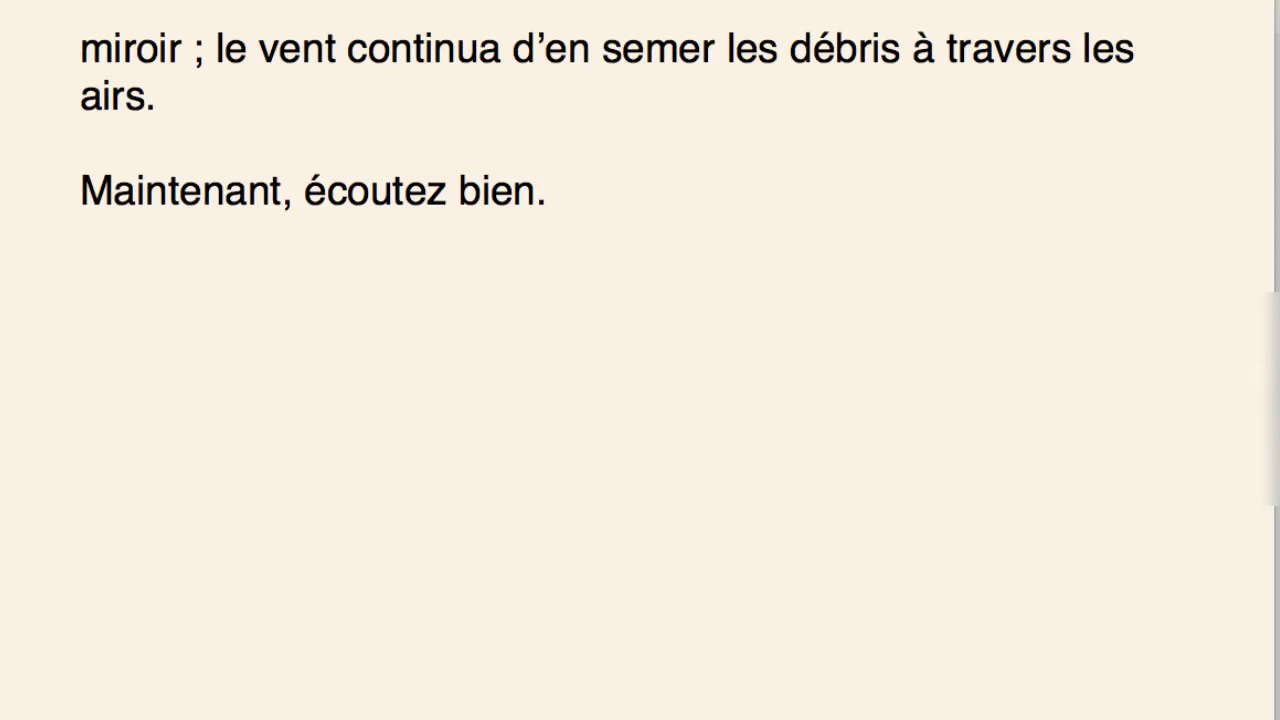 miroir ; le vent continua d’en semer les débris à travers les
airs.
Maintenant, écoutez bien.